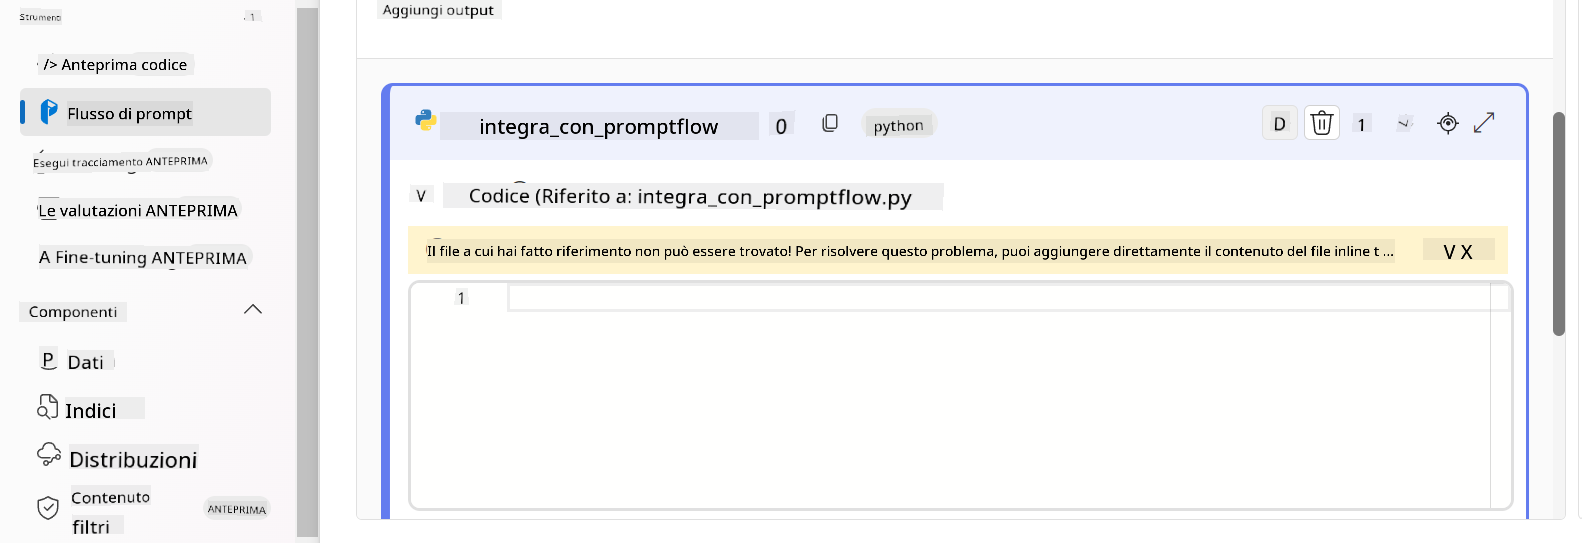 Strumenti
1
/> Anteprima codice
Flusso di prompt
Esegui tracciamento ANTEPRIMA
Le valutazioni ANTEPRIMA
A Fine-tuning ANTEPRIMA
Componenti
P Dati
Indici
Distribuzioni
Contenuto
filtri
ANTEPRIMA
Aggiungi output
integra_con_promptflow 0 python D 1
V Codice (Riferito a: integra_con_promptflow.py
Il file a cui hai fatto riferimento non può essere trovato! Per risolvere questo problema, puoi aggiungere direttamente il contenuto del file inline t ... V X
1